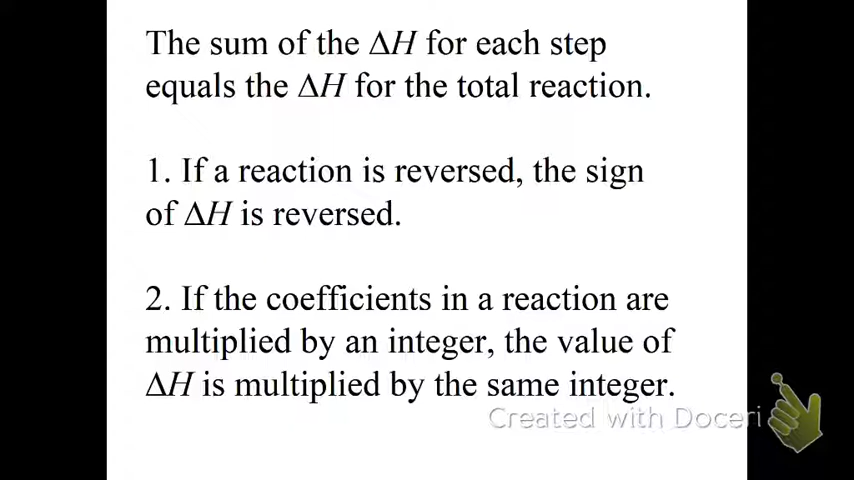 The sum of the ΔH for each step
equals the ΔH for the total reaction.
1. If a reaction is reversed, the sign
of ΔH is reversed.
2. If the coefficients in a reaction are
multiplied by an integer, the value of
ΔH is multiplied by the same integer.
Created with Doceri